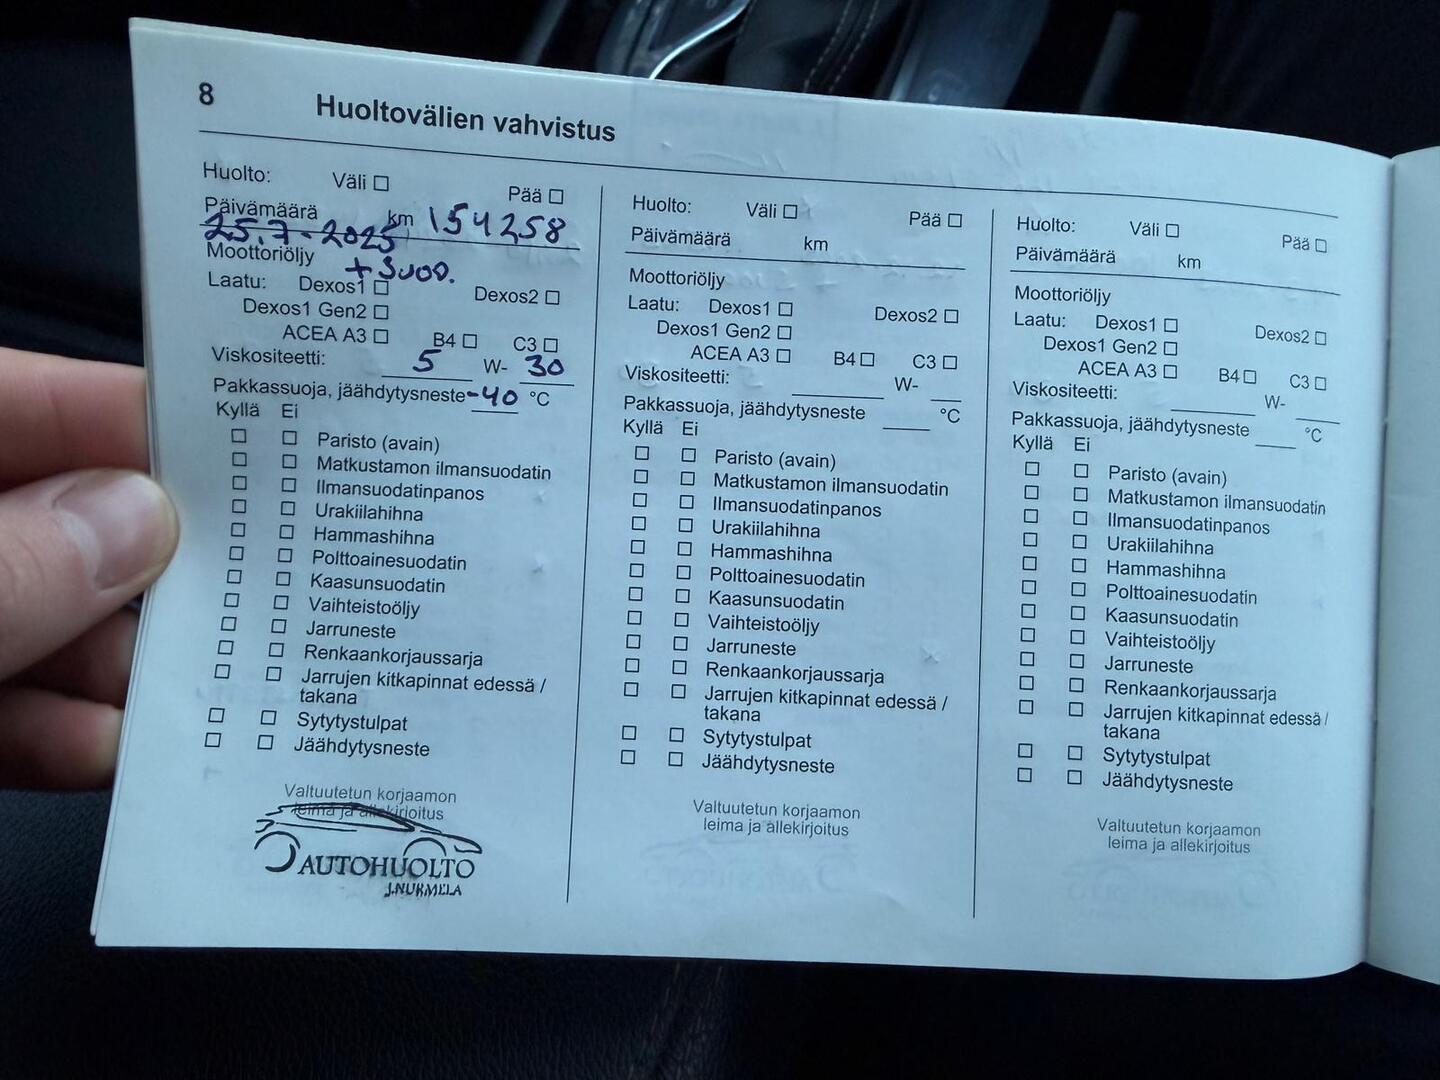 8
Huoltovälien vahvistus
Huolto: Väli ☐ Pää ☐
Päivämäärä km 154258
25.7-2025
Moottoriöljy + Suod.
Laatu: Dexos1 ☐ Dexos2 ☐
Dexos1 Gen2 ☐
ACEA A3 ☐ B4 ☐ C3 ☐
Viskositeetti: 5 W- 30
Pakkassuoja, jäähdytysneste -40 °C
Kyllä Ei
☐ ☐ Paristo (avain)
☐ ☐ Matkustamon ilmansuodatin
☐ ☐ Ilmansuodatinpanos
☐ ☐ Urakiilahihna
☐ ☐ Hammashihna
☐ ☐ Polttoainesuodatin
☐ ☐ Kaasunsuodatin
☐ ☐ Vaihteistoöljy
☐ ☐ Jarruneste
☐ ☐ Renkaankorjaussarja
☐ ☐ Jarrujen kitkapinnat edessä /
takana
☐ ☐ Sytytystulpat
☐ ☐ Jäähdytysneste
Valtuutetun korjaamon
leima ja allekirjoitus
AUTOHUOLTO
J.NURMELA
Huolto: Väli ☐ Pää ☐
Päivämäärä km
Moottoriöljy
Laatu: Dexos1 ☐ Dexos2 ☐
Dexos1 Gen2 ☐
ACEA A3 ☐ B4 ☐ C3 ☐
Viskositeetti: W-
Pakkassuoja, jäähdytysneste °C
Kyllä Ei
☐ ☐ Paristo (avain)
☐ ☐ Matkustamon ilmansuodatin
☐ ☐ Ilmansuodatinpanos
☐ ☐ Urakiilahihna
☐ ☐ Hammashihna
☐ ☐ Polttoainesuodatin
☐ ☐ Kaasunsuodatin
☐ ☐ Vaihteistoöljy
☐ ☐ Jarruneste
☐ ☐ Renkaankorjaussarja
☐ ☐ Jarrujen kitkapinnat edessä /
takana
☐ ☐ Sytytystulpat
☐ ☐ Jäähdytysneste
Valtuutetun korjaamon
leima ja allekirjoitus
Huolto: Väli ☐ Pää ☐
Päivämäärä km
Moottoriöljy
Laatu: Dexos1 ☐ Dexos2 ☐
Dexos1 Gen2 ☐
ACEA A3 ☐ B4 ☐ C3 ☐
Viskositeetti: W-
Pakkassuoja, jäähdytysneste °C
Kyllä Ei
☐ ☐ Paristo (avain)
☐ ☐ Matkustamon ilmansuodatin
☐ ☐ Ilmansuodatinpanos
☐ ☐ Urakiilahihna
☐ ☐ Hammashihna
☐ ☐ Polttoainesuodatin
☐ ☐ Kaasunsuodatin
☐ ☐ Vaihteistoöljy
☐ ☐ Jarruneste
☐ ☐ Renkaankorjaussarja
☐ ☐ Jarrujen kitkapinnat edessä /
takana
☐ ☐ Sytytystulpat
☐ ☐ Jäähdytysneste
Valtuutetun korjaamon
leima ja allekirjoitus